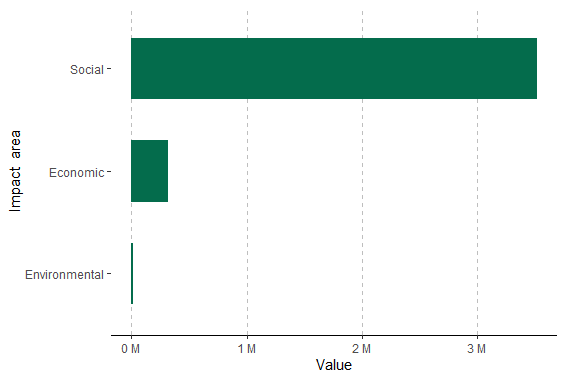 Social
Economic
Environmental
Impact area
0 M 1 M 2 M 3 M
Value